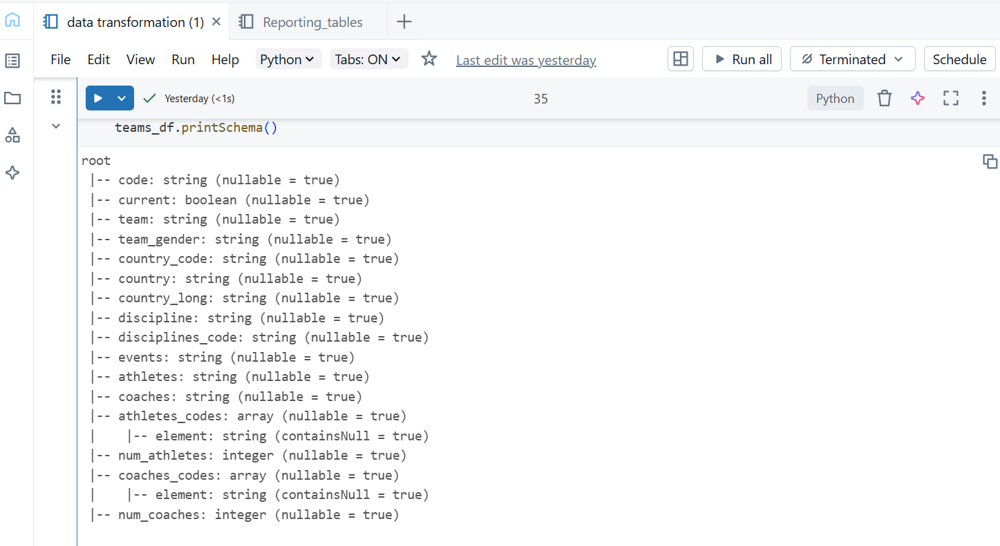 data transformation (1)
Reporting_tables
File Edit View Run Help Python Tabs: ON Last edit was yesterday Run all Terminated Schedule
Yesterday (<1s) 35 Python
teams_df.printSchema()
root
|-- code: string (nullable = true)
|-- current: boolean (nullable = true)
|-- team: string (nullable = true)
|-- team_gender: string (nullable = true)
|-- country_code: string (nullable = true)
|-- country: string (nullable = true)
|-- country_long: string (nullable = true)
|-- discipline: string (nullable = true)
|-- disciplines_code: string (nullable = true)
|-- events: string (nullable = true)
|-- athletes: string (nullable = true)
|-- coaches: string (nullable = true)
|-- athletes_codes: array (nullable = true)
|    |-- element: string (containsNull = true)
|-- num_athletes: integer (nullable = true)
|-- coaches_codes: array (nullable = true)
|    |-- element: string (containsNull = true)
|-- num_coaches: integer (nullable = true)